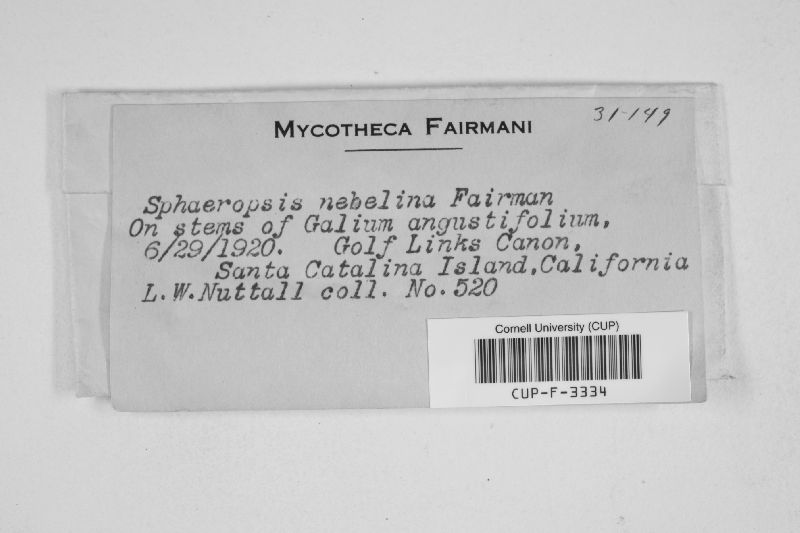 MYCOTHECA FAIRMANI
31-149
Sphaeropsis nebelina Fairman
On stems of Galium angustifolium,
6/29/1920. Golf Links Canon,
Santa Catalina Island,California
L.W.Nuttall coll. No.520
Cornell University (CUP)
CUP-F-3334